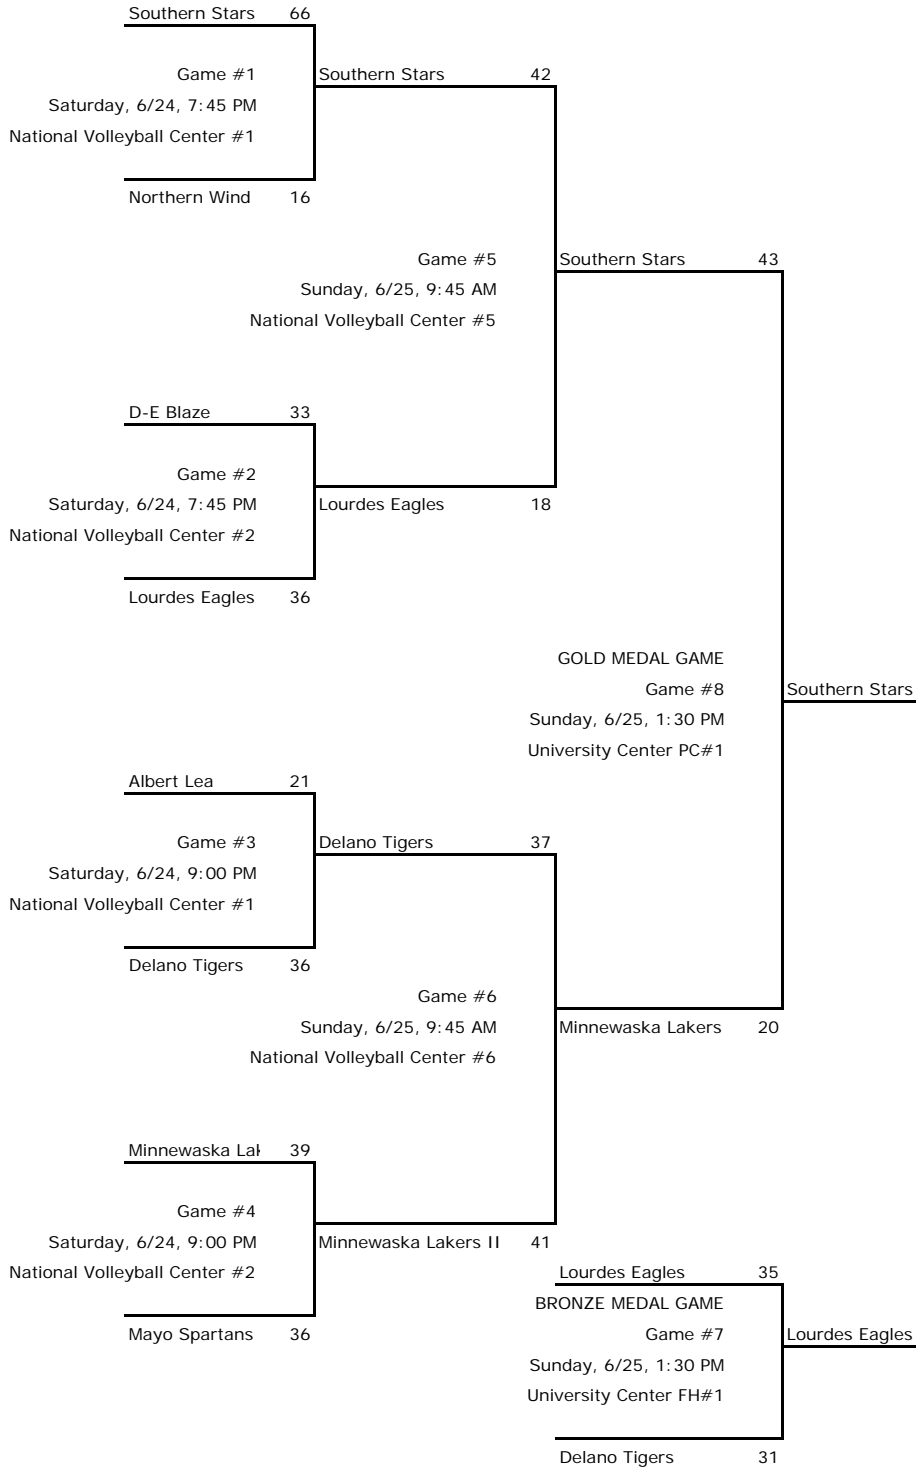 Southern Stars 66
Game #1
Saturday, 6/24, 7:45 PM
National Volleyball Center #1
Northern Wind 16
Southern Stars 42
Game #5
Sunday, 6/25, 9:45 AM
National Volleyball Center #5
Southern Stars 43
D-E Blaze 33
Game #2
Saturday, 6/24, 7:45 PM
National Volleyball Center #2
Lourdes Eagles 36
Lourdes Eagles 18
GOLD MEDAL GAME
Game #8
Sunday, 6/25, 1:30 PM
University Center PC#1
Southern Stars
Albert Lea 21
Game #3
Saturday, 6/24, 9:00 PM
National Volleyball Center #1
Delano Tigers 36
Delano Tigers 37
Game #6
Sunday, 6/25, 9:45 AM
National Volleyball Center #6
Minnewaska Lakers 20
Minnewaska Lak 39
Game #4
Saturday, 6/24, 9:00 PM
National Volleyball Center #2
Mayo Spartans 36
Minnewaska Lakers II 41
Lourdes Eagles 35
BRONZE MEDAL GAME
Game #7
Sunday, 6/25, 1:30 PM
University Center FH#1
Lourdes Eagles
Delano Tigers 31